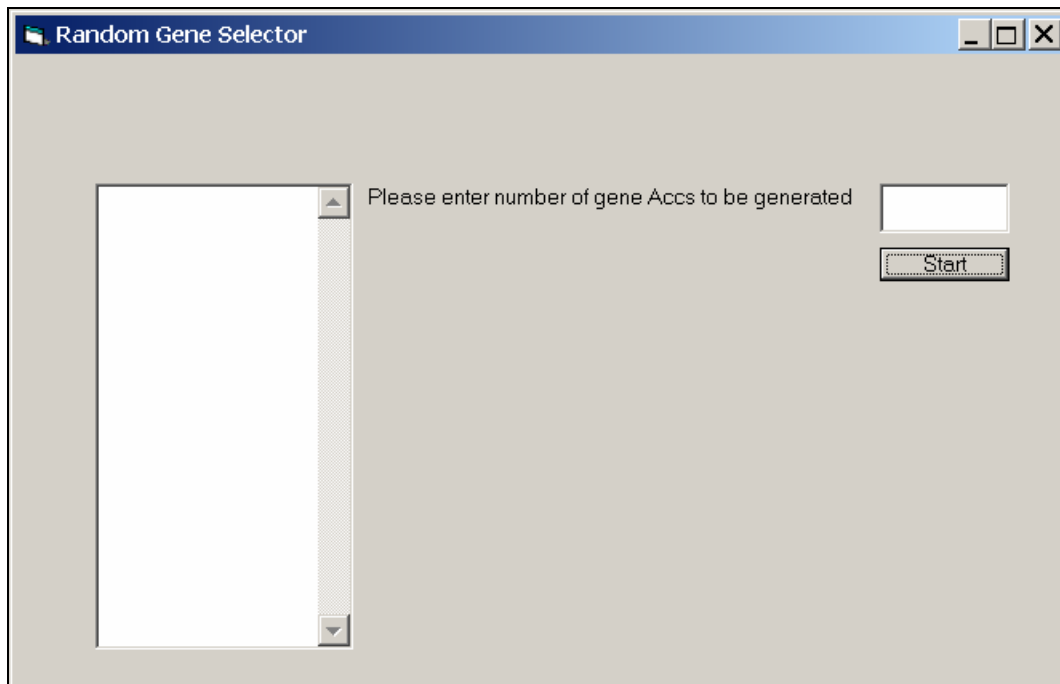 Random Gene Selector
Please enter number of gene Accs to be generated
Start